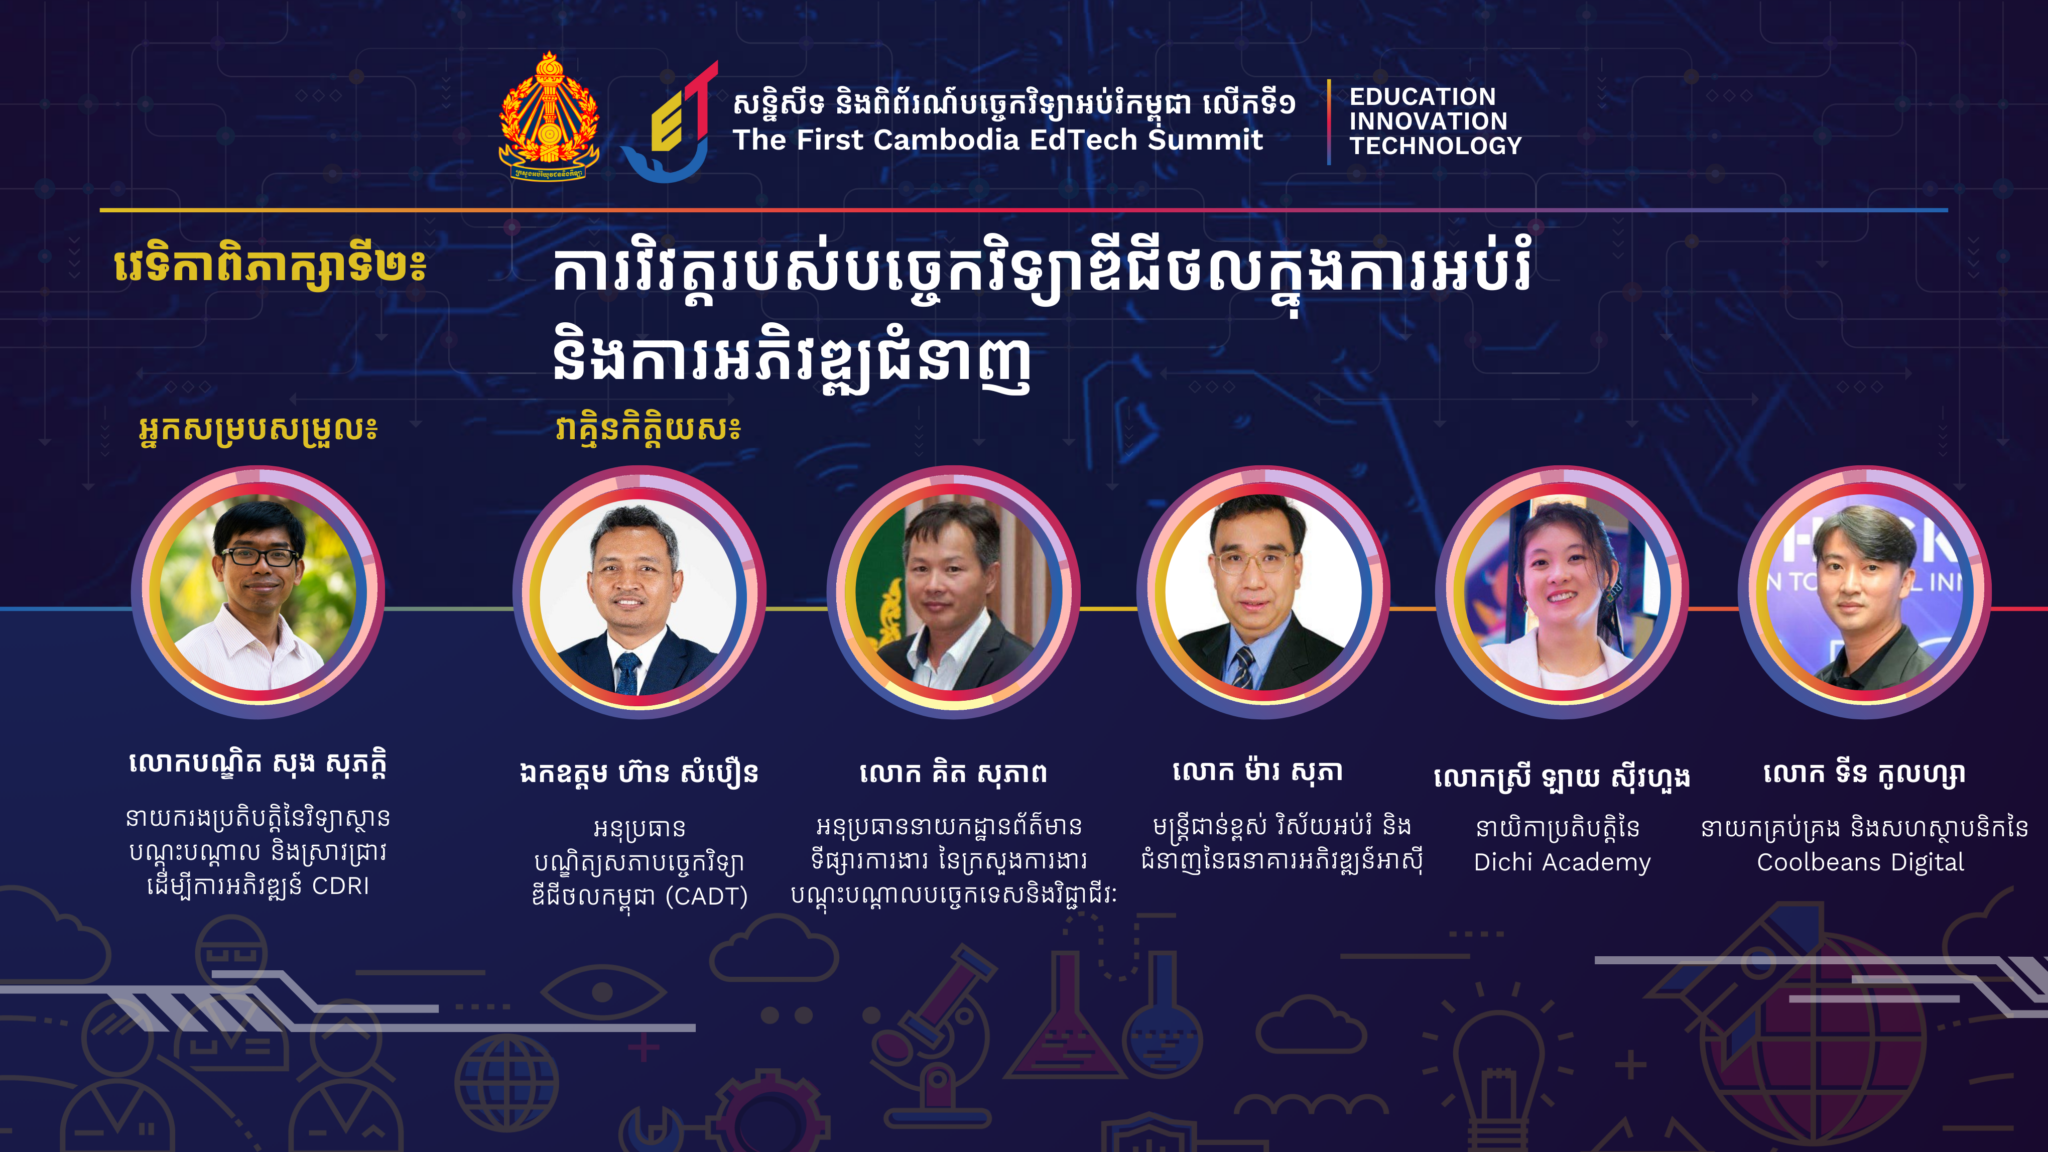 សន្និសីទ និងពិព័រណ៍បច្ចេកវិទ្យាអប់រំកម្ពុជា លើកទី១
The First Cambodia EdTech Summit
EDUCATION
INNOVATION
TECHNOLOGY
ក្រសួងអប់រំយុវជននិងកីឡា
វេទិកាពិភាក្សាទី២៖
ការវិវត្តរបស់បច្ចេកវិទ្យាឌីជីថលក្នុងការអប់រំ
និងការអភិវឌ្ឍជំនាញ
អ្នកសម្របសម្រួល៖
វាគ្មិនកិត្តិយស៖
លោកបណ្ឌិត សុង សុភក្តិ
នាយករងប្រតិបត្តិនៃវិទ្យាស្ថាន
បណ្តុះបណ្តាល និងស្រាវជ្រាវ
ដើម្បីការអភិវឌ្ឍន៍ CDRI
ឯកឧត្តម ហ៊ាន សំបឿន
អនុប្រធាន
បណ្ឌិត្យសភាបច្ចេកវិទ្យា
ឌីជីថលកម្ពុជា (CADT)
លោក គិត សុភាព
អនុប្រធាននាយកដ្ឋានព័ត៌មាន
ទីផ្សារការងារ នៃក្រសួងការងារ
បណ្តុះបណ្តាលបច្ចេកទេសនិងវិជ្ជាជីវៈ
លោក ម៉ារ សុភា
មន្ត្រីជាន់ខ្ពស់ វិស័យអប់រំ និង
ជំនាញនៃធនាគារអភិវឌ្ឍន៍អាស៊ី
លោកស្រី ឡាយ ស៊ីវហួង
នាយិកាប្រតិបត្តិនៃ
Dichi Academy
លោក ទីន កូលហ្សា
នាយកគ្រប់គ្រង និងសហស្ថាបនិកនៃ
Coolbeans Digital